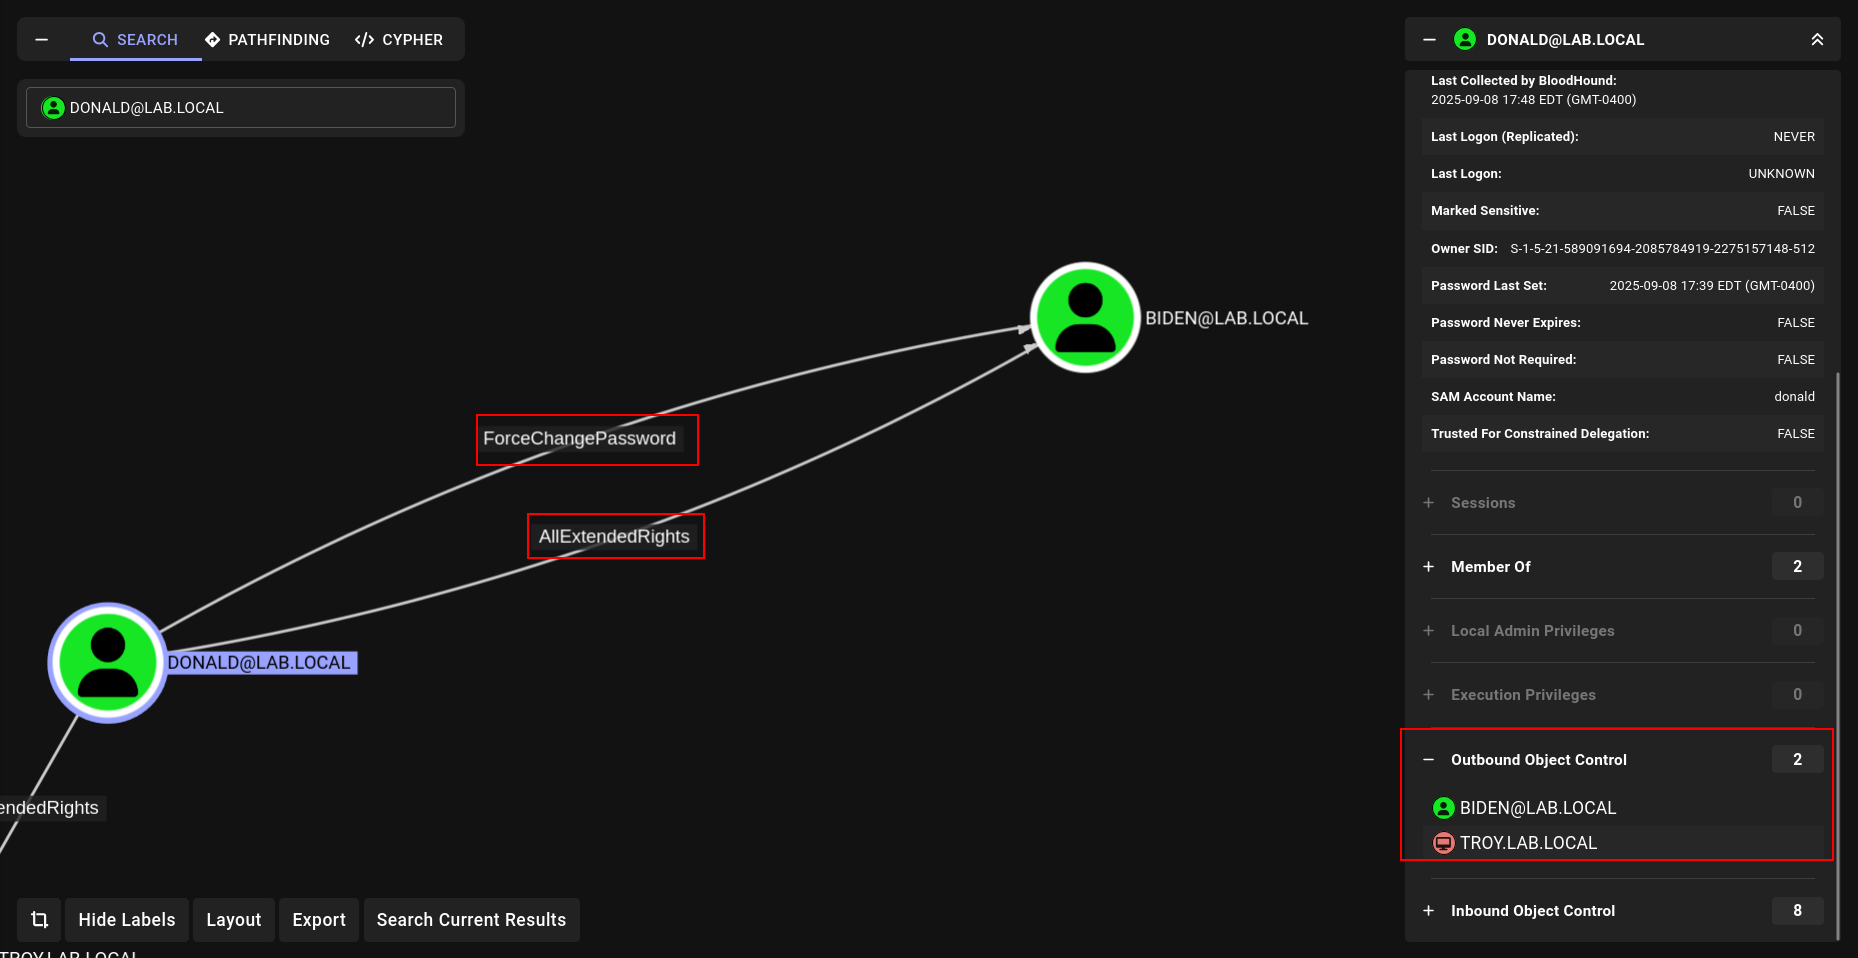 SEARCH
PATHFINDING
CYPHER
DONALD@LAB.LOCAL
BIDEN@LAB.LOCAL
ForceChangePassword
AllExtendedRights
DONALD@LAB.LOCAL
endedRights
Hide Labels
Layout
Export
Search Current Results
TROY.LAB.LOCAL
DONALD@LAB.LOCAL
Last Collected by BloodHound:
2025-09-08 17:48 EDT (GMT-0400)
Last Logon (Replicated): NEVER
Last Logon: UNKNOWN
Marked Sensitive: FALSE
Owner SID: S-1-5-21-589091694-2085784919-2275157148-512
Password Last Set: 2025-09-08 17:39 EDT (GMT-0400)
Password Never Expires: FALSE
Password Not Required: FALSE
SAM Account Name: donald
Trusted For Constrained Delegation: FALSE
Sessions 0
Member Of 2
Local Admin Privileges 0
Execution Privileges 0
Outbound Object Control 2
BIDEN@LAB.LOCAL
TROY.LAB.LOCAL
Inbound Object Control 8